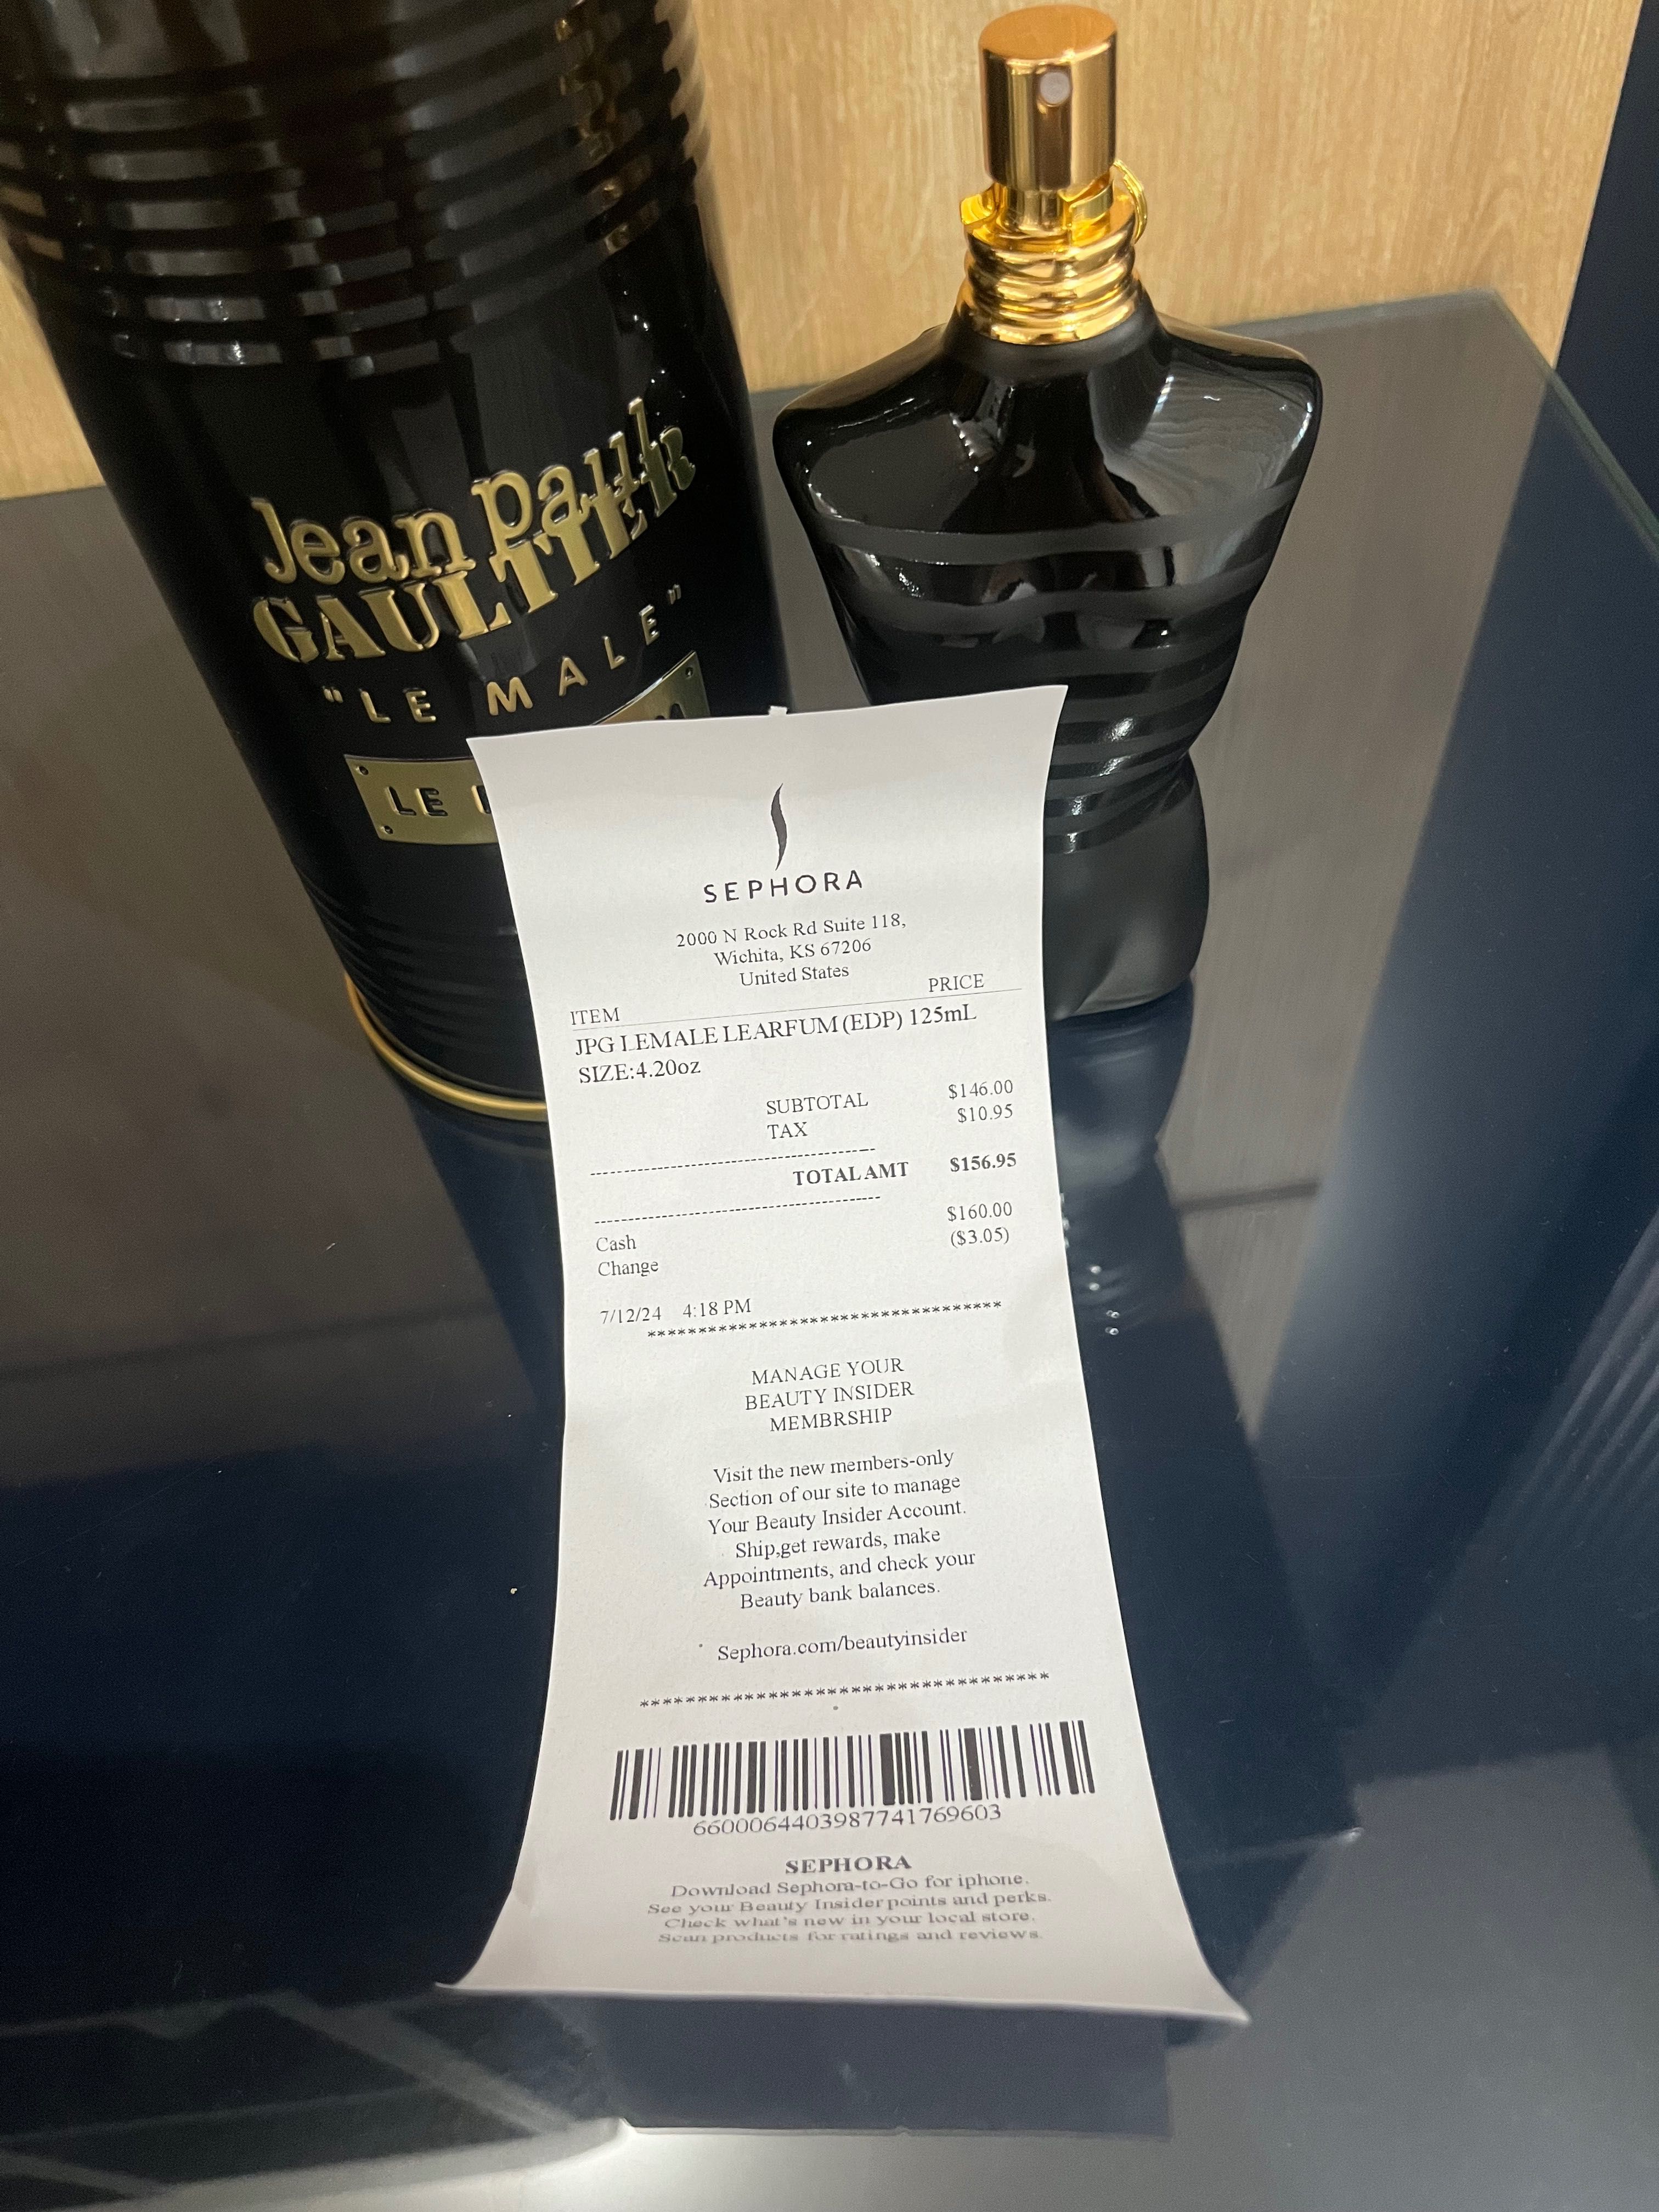 Jean Paul
GAULTIER
"LE MALE"
LE
SEPHORA
2000 N Rock Rd Suite 118,
Wichita, KS 67206
United States
ITEM PRICE
JPG LEMALE LEARFUM (EDP) 125mL
SIZE:4.20oz
SUBTOTAL $146.00
TAX $10.95
----------------------------------------
TOTAL AMT $156.95
----------------------------------------
Cash $160.00
Change ($3.05)
7/12/24 4:18 PM
***********************************
MANAGE YOUR
BEAUTY INSIDER
MEMBRSHIP
Visit the new members-only
Section of our site to manage
Your Beauty Insider Account.
Ship,get rewards, make
Appointments, and check your
Beauty bank balances.
Sephora.com/beautyinsider
***********************************
6600064403987741769603
SEPHORA
Download Sephora-to-Go for iphone.
See your Beauty Insider points and perks.
Check what's new in your local store.
Scan products for ratings and reviews.